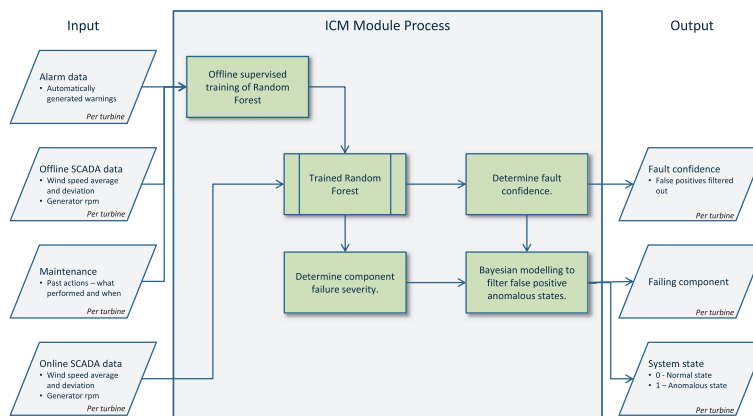 Input
ICM Module Process
Output
Alarm data
• Automatically
generated warnings
Per turbine
Offline SCADA data
• Wind speed average
and deviation
• Generator rpm
Per turbine
Maintenance
• Past actions – what
performed and when
Per turbine
Online SCADA data
• Wind speed average
and deviation
• Generator rpm
Per turbine
Offline supervised
training of Random
Forest
Trained Random
Forest
Determine fault
confidence.
Determine component
failure severity.
Bayesian modelling to
filter false positive
anomalous states.
Fault confidence
• False positives filtered
out
Per turbine
Failing component
Per turbine
System state
• 0 - Normal state
• 1 – Anomalous state
Per turbine